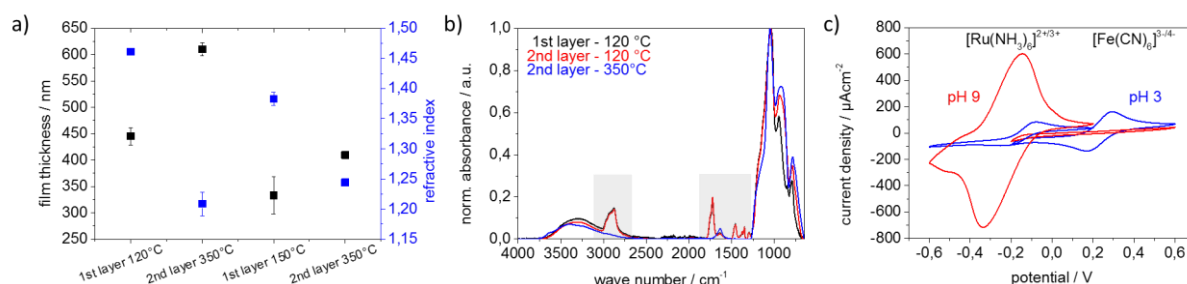 a)
film thickness / nm
650
600
550
500
450
400
350
300
250
1,50
1,45
1,40
1,35
1,30
1,25
1,20
1,15
refractive index
1st layer 120°C
2nd layer 350°C
1st layer 150°C
2nd layer 350°C
b)
norm. absorbance / a.u.
1,0
0,8
0,6
0,4
0,2
0,0
1st layer - 120 °C
2nd layer - 120 °C
2nd layer - 350°C
4000 3500 3000 2500 2000 1500 1000
wave number / cm⁻¹
c)
current density / µAcm⁻²
800
600
400
200
0
-200
-400
-600
-800
[Ru(NH₃)₆]²⁺/³⁺ [Fe(CN)₆]³⁻/⁴⁻
pH 9 pH 3
-0,6 -0,4 -0,2 0,0 0,2 0,4 0,6
potential / V